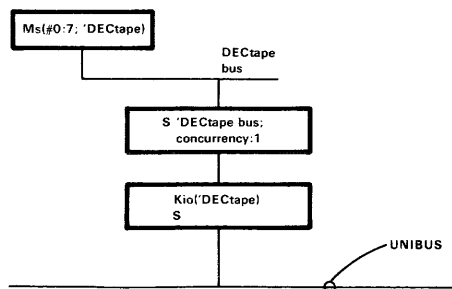 Ms(#0:7; 'DECtape)
DECtape
bus
S 'DECtape bus;
concurrency:1
Kio('DECtape)
S
UNIBUS